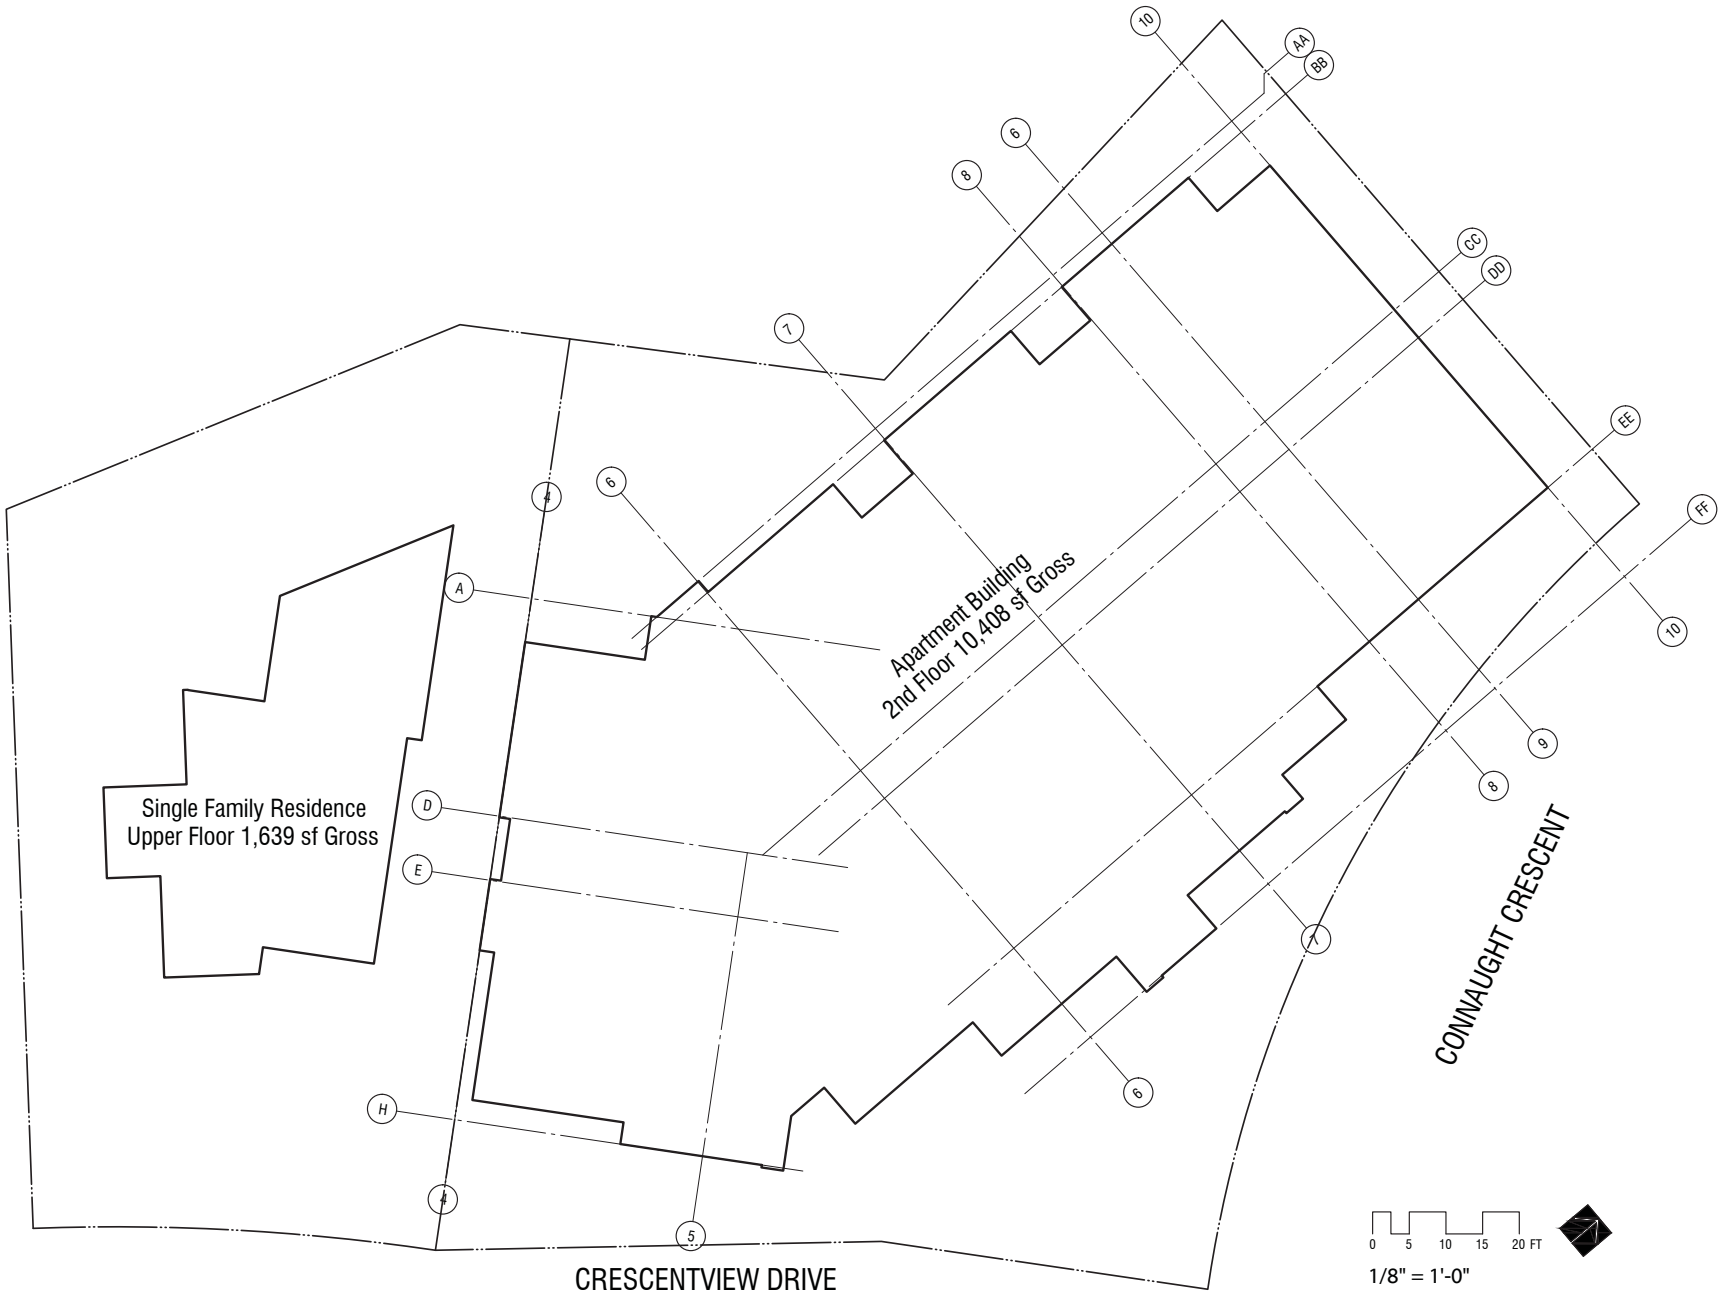 10
AA
BB
6
8
CC
DD
7
EE
6
4
FF
A
Apartment Building
2nd Floor 10,408 sf Gross
10
9
8
D
Single Family Residence
Upper Floor 1,639 sf Gross
E
7
CONNAUGHT CRESCENT
6
H
4
5
0 5 10 15 20 FT
CRESCENTVIEW DRIVE
1/8" = 1'-0"